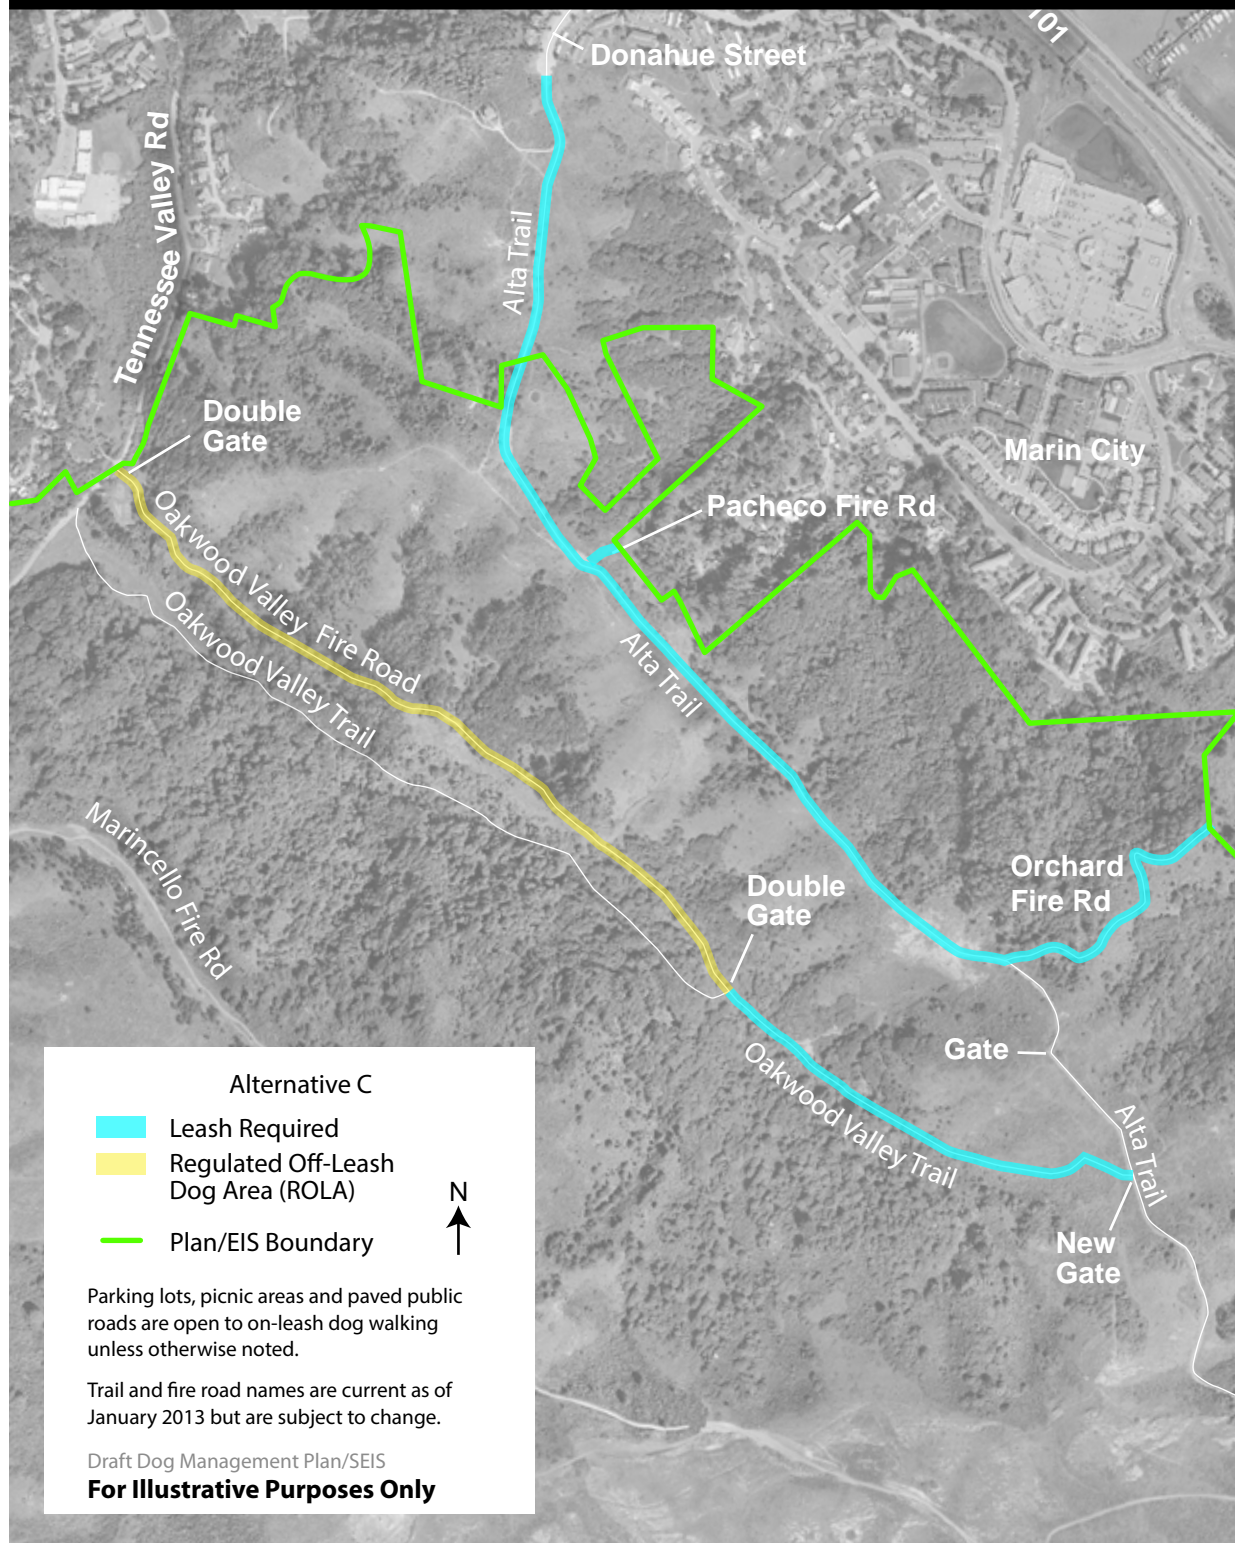 101
Donahue Street
Tennessee Valley Rd
Alta Trail
Double
Gate
Marin City
Pacheco Fire Rd
Oakwood Valley Fire Road
Oakwood Valley Trail
Alta Trail
Marincello Fire Rd
Orchard
Fire Rd
Double
Gate
Gate
Oakwood Valley Trail
Alta Trail
New
Gate
Alternative C
Leash Required
Regulated Off-Leash
Dog Area (ROLA)
N
Plan/EIS Boundary
Parking lots, picnic areas and paved public
roads are open to on-leash dog walking
unless otherwise noted.
Trail and fire road names are current as of
January 2013 but are subject to change.
Draft Dog Management Plan/SEIS
For Illustrative Purposes Only